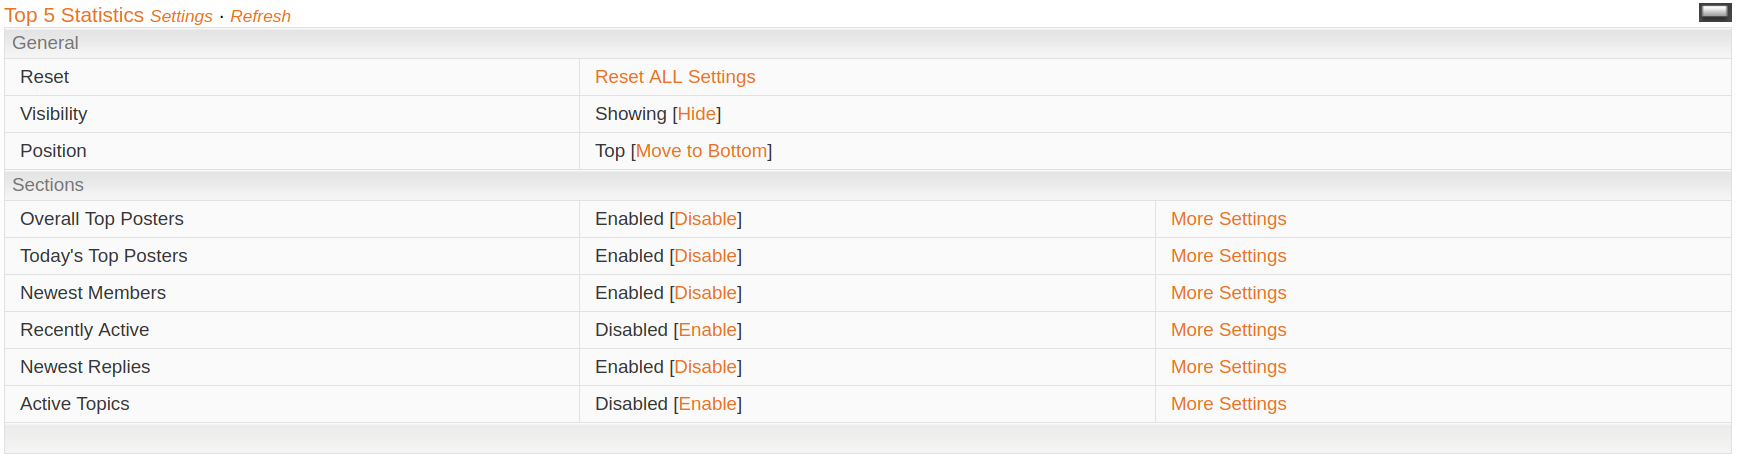 Top 5 Statistics Settings · Refresh
General
Reset Reset ALL Settings
Visibility Showing [Hide]
Position Top [Move to Bottom]
Sections
Overall Top Posters Enabled [Disable] More Settings
Today's Top Posters Enabled [Disable] More Settings
Newest Members Enabled [Disable] More Settings
Recently Active Disabled [Enable] More Settings
Newest Replies Enabled [Disable] More Settings
Active Topics Disabled [Enable] More Settings